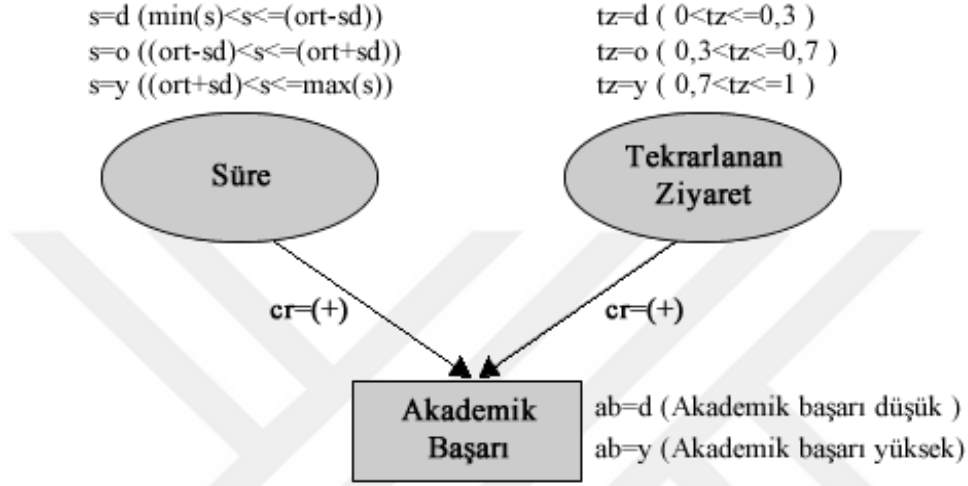 s=d (min(s)<s<=(ort-sd))
s=o ((ort-sd)<s<=(ort+sd))
s=y ((ort+sd)<s<=max(s))
tz=d ( 0<tz<=0,3 )
tz=o ( 0,3<tz<=0,7 )
tz=y ( 0,7<tz<=1 )
Süre
Tekrarlanan
Ziyaret
cr=(+)
cr=(+)
Akademik
Başarı
ab=d (Akademik başarı düşük )
ab=y (Akademik başarı yüksek)